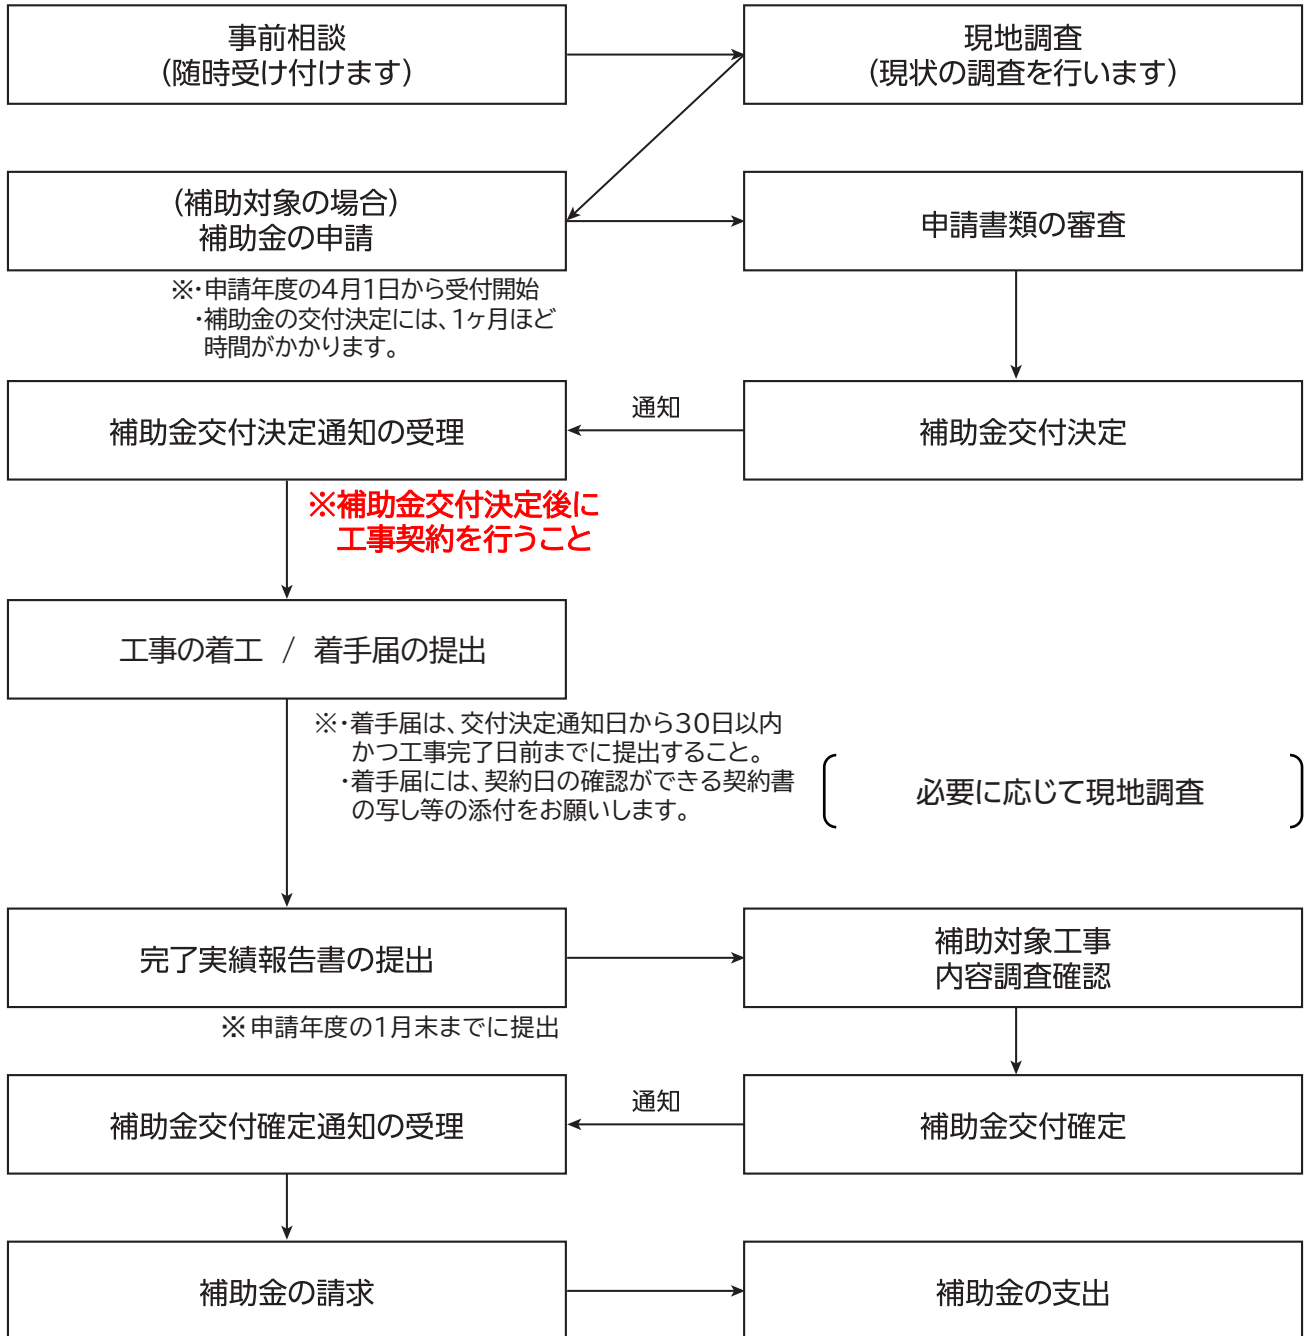 事前相談
(随時受け付けます)
現地調査
(現状の調査を行います)
(補助対象の場合)
補助金の申請
申請書類の審査
※・申請年度の4月1日から受付開始
・補助金の交付決定には、1ヶ月ほど
時間がかかります。
補助金交付決定通知の受理
通知
補助金交付決定
※補助金交付決定後に
工事契約を行うこと
工事の着工 / 着手届の提出
※・着手届は、交付決定通知日から30日以内
かつ工事完了日前までに提出すること。
・着手届には、契約日の確認ができる契約書
の写し等の添付をお願いします。
必要に応じて現地調査
完了実績報告書の提出
補助対象工事
内容調査確認
※申請年度の1月末までに提出
補助金交付確定通知の受理
通知
補助金交付確定
補助金の請求
補助金の支出